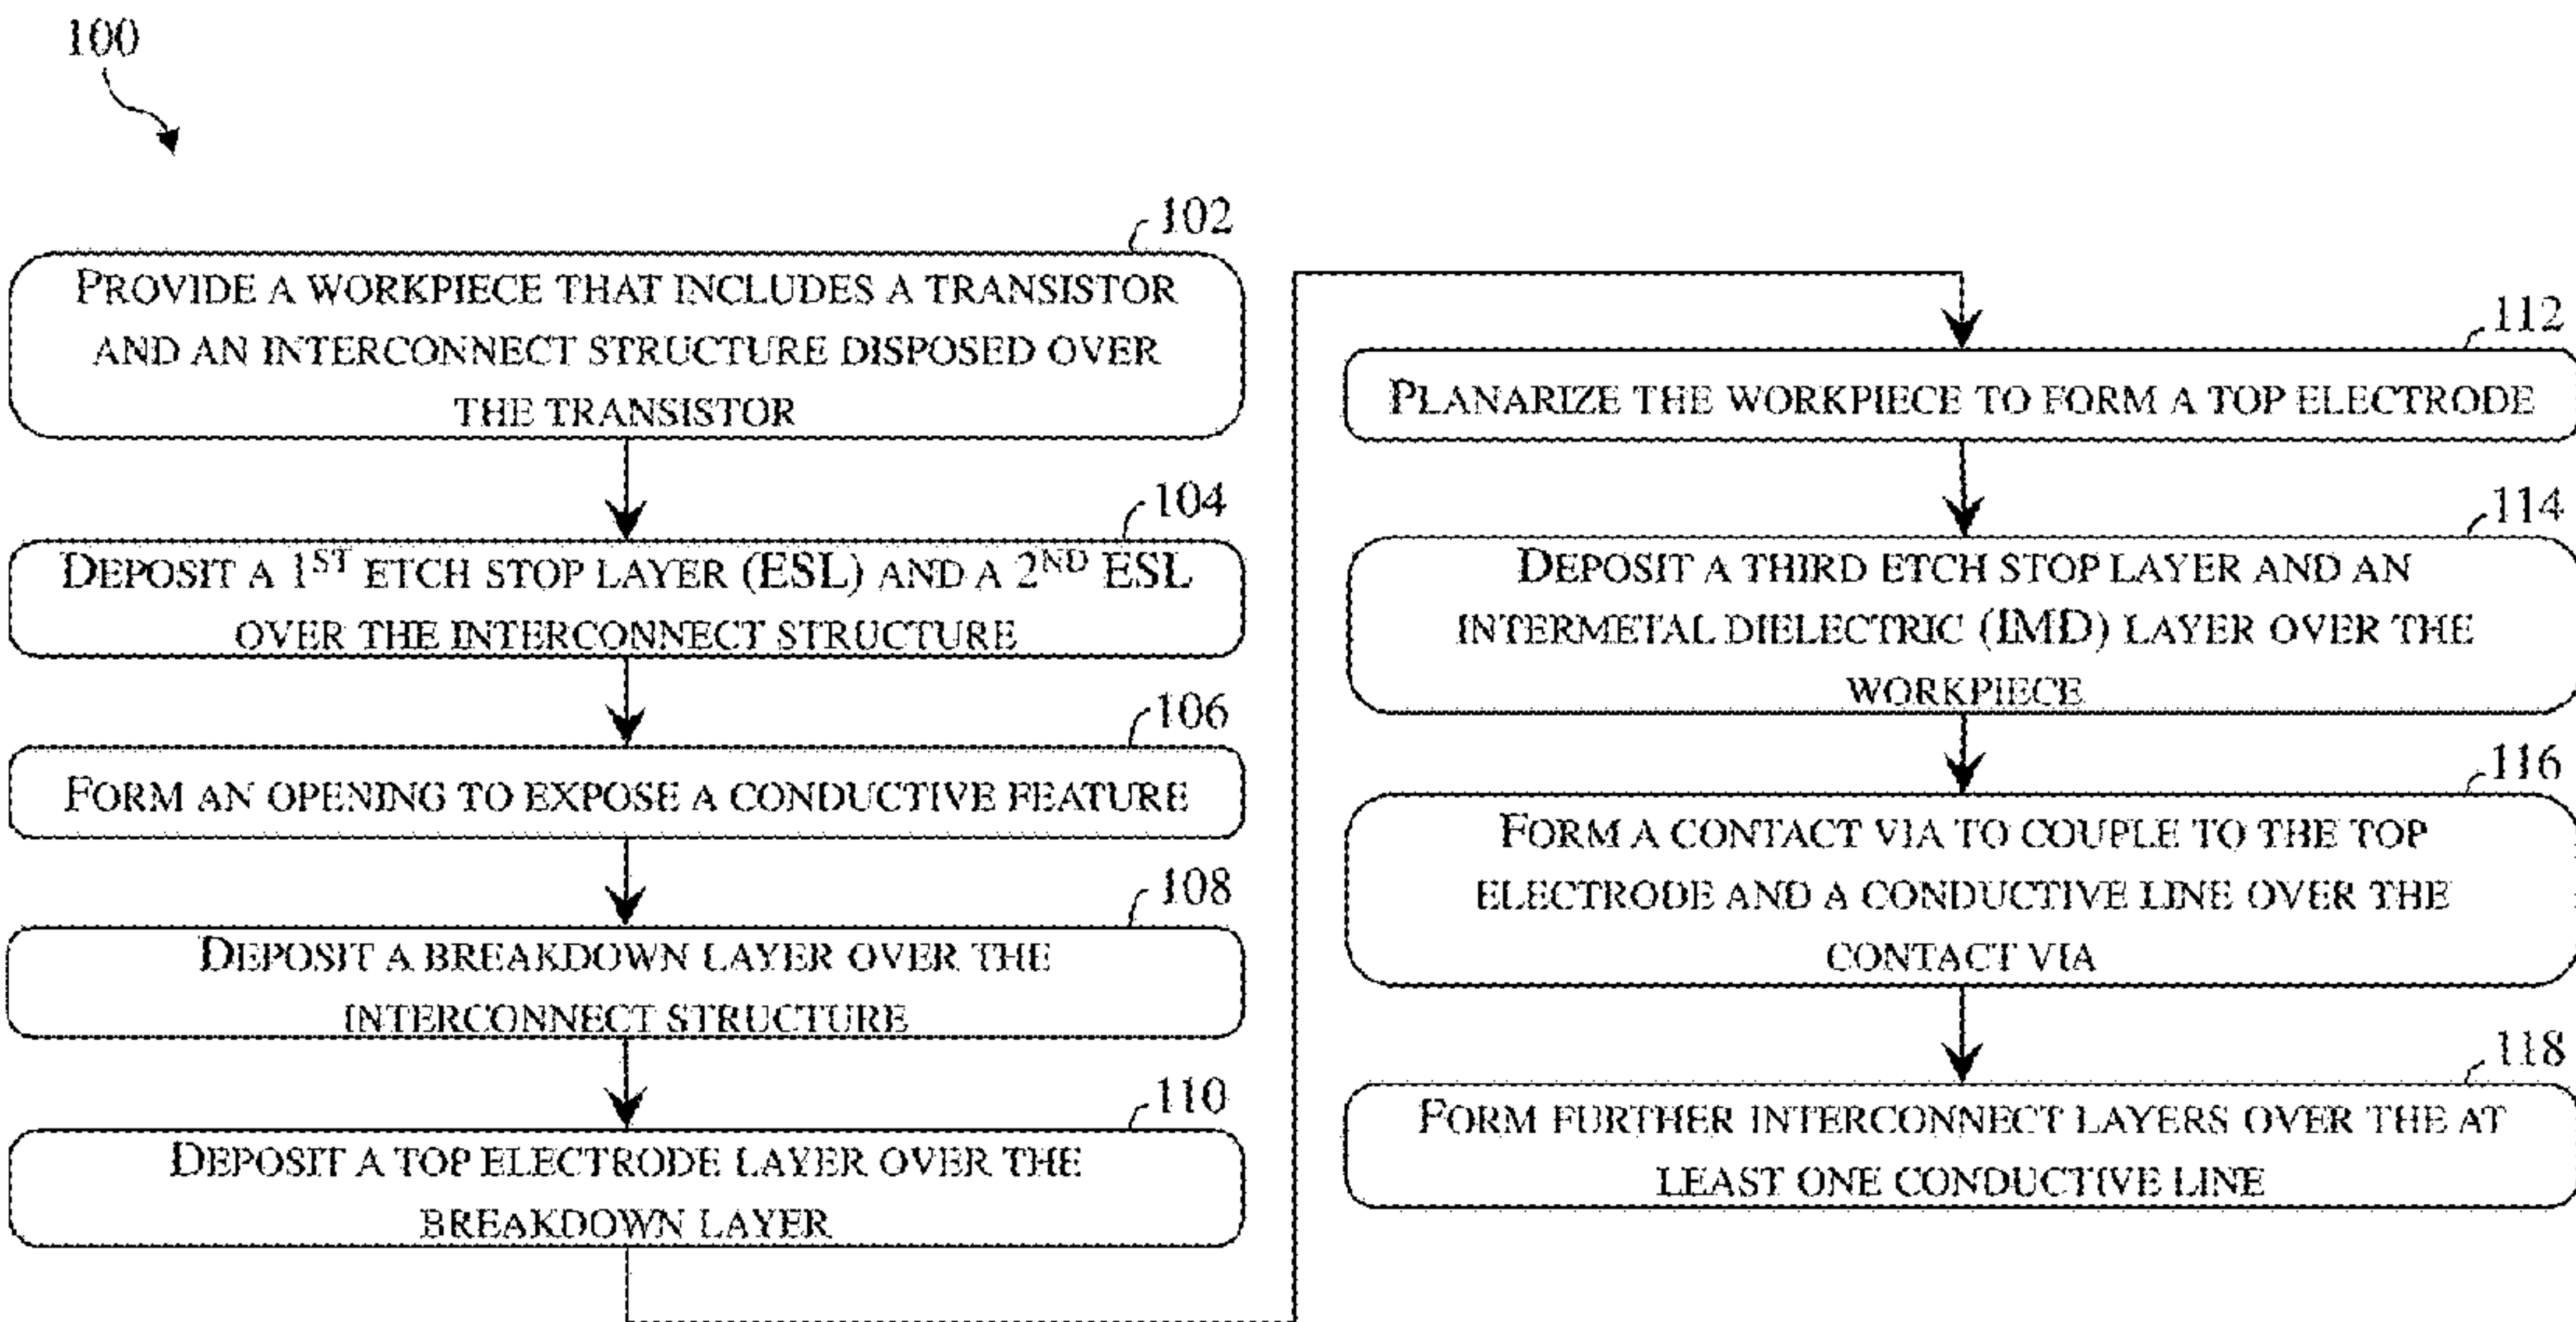 100
102
PROVIDE A WORKPIECE THAT INCLUDES A TRANSISTOR
AND AN INTERCONNECT STRUCTURE DISPOSED OVER
THE TRANSISTOR
104
DEPOSIT A 1ST ETCH STOP LAYER (ESL) AND A 2ND ESL
OVER THE INTERCONNECT STRUCTURE
106
FORM AN OPENING TO EXPOSE A CONDUCTIVE FEATURE
108
DEPOSIT A BREAKDOWN LAYER OVER THE
INTERCONNECT STRUCTURE
110
DEPOSIT A TOP ELECTRODE LAYER OVER THE
BREAKDOWN LAYER
112
PLANARIZE THE WORKPIECE TO FORM A TOP ELECTRODE
114
DEPOSIT A THIRD ETCH STOP LAYER AND AN
INTERMETAL DIELECTRIC (IMD) LAYER OVER THE
WORKPIECE
116
FORM A CONTACT VIA TO COUPLE TO THE TOP
ELECTRODE AND A CONDUCTIVE LINE OVER THE
CONTACT VIA
118
FORM FURTHER INTERCONNECT LAYERS OVER THE AT
LEAST ONE CONDUCTIVE LINE